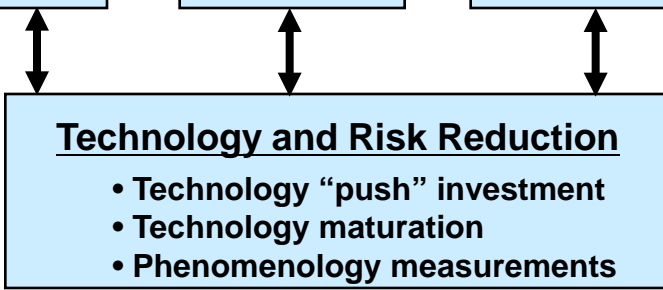 Technology and Risk Reduction
• Technology “push” investment
• Technology maturation
• Phenomenology measurements